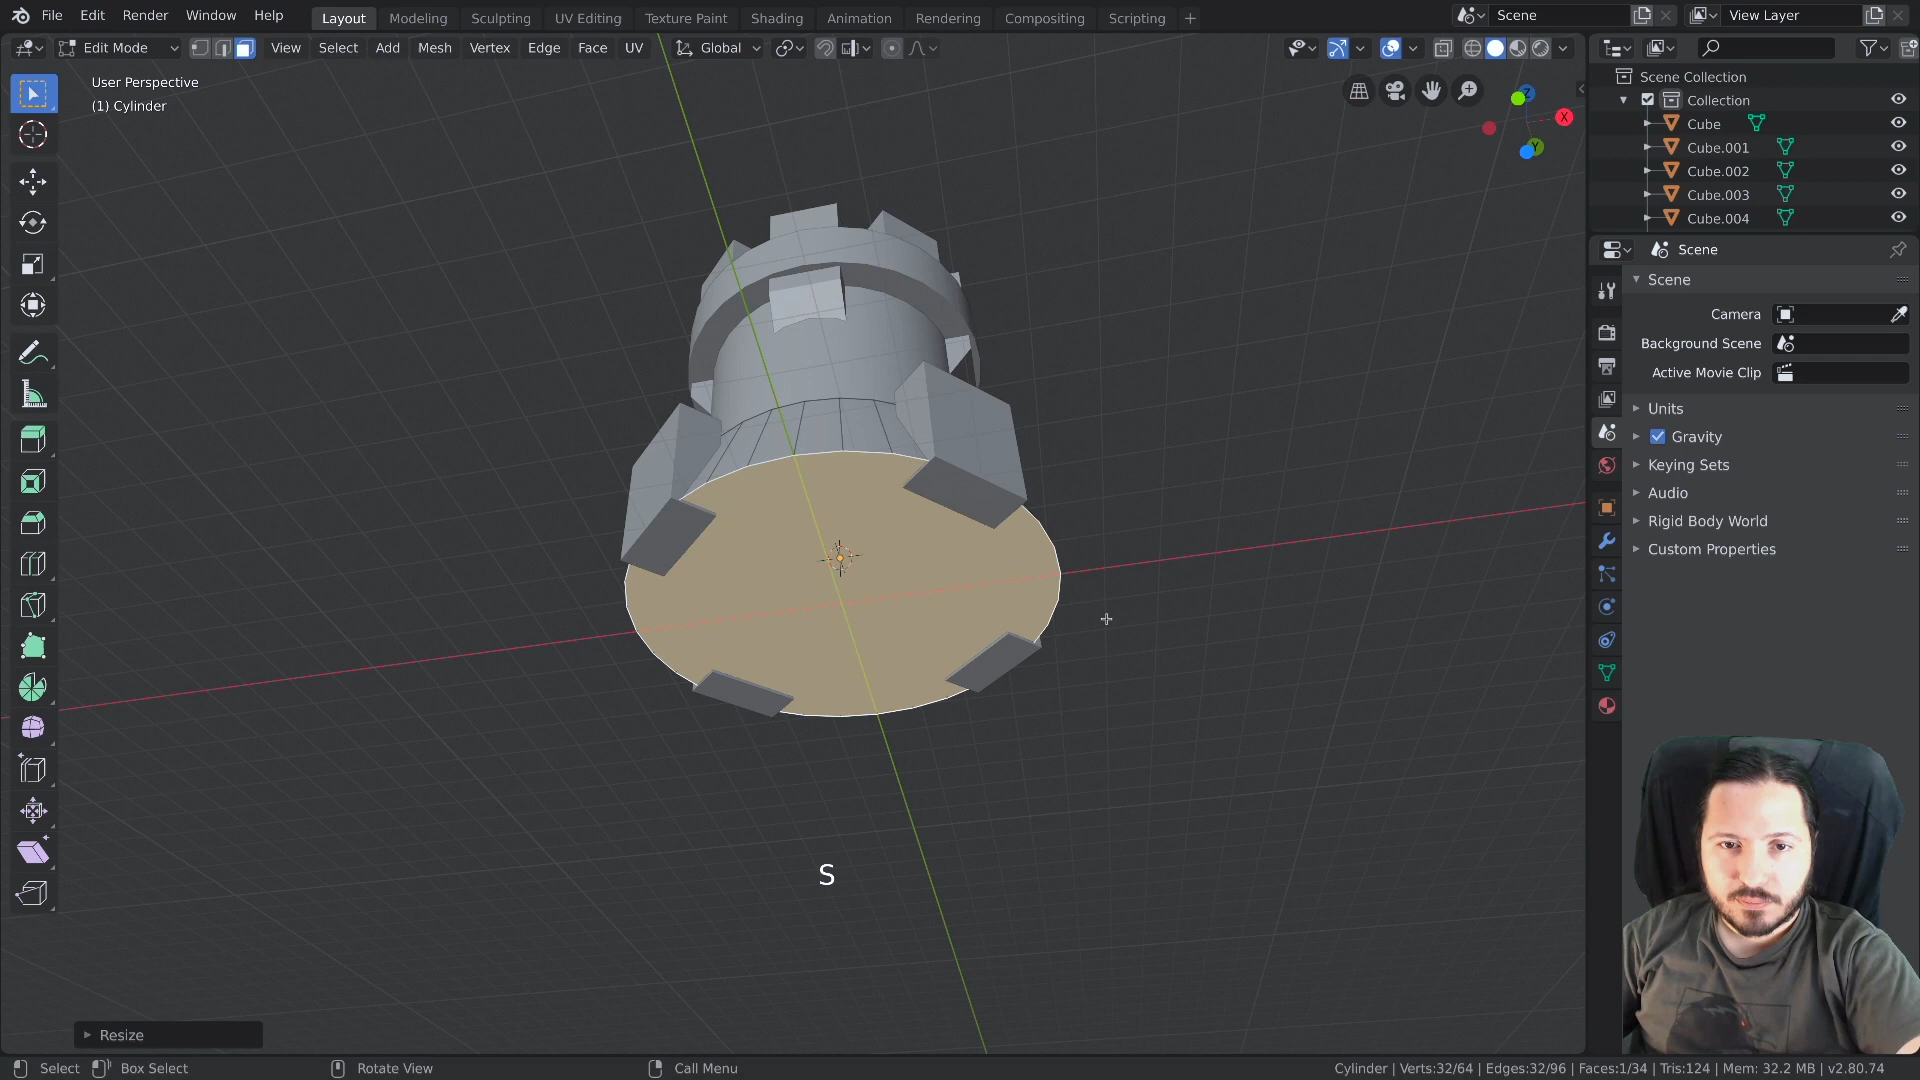 File Edit Render Window Help Layout Modeling Sculpting UV Editing Texture Paint Shading Animation Rendering Compositing Scripting + Scene View Layer
Edit Mode View Select Add Mesh Vertex Edge Face UV Global
User Perspective
(1) Cylinder
X
Y
Z
Scene Collection
Collection
Cube
Cube.001
Cube.002
Cube.003
Cube.004
Scene
Scene
Camera
Background Scene
Active Movie Clip
Units
Gravity
Keying Sets
Audio
Rigid Body World
Custom Properties
S
Resize
Select Box Select Rotate View Call Menu Cylinder | Verts:32/64 | Edges:32/96 | Faces:1/34 | Tris:124 | Mem: 32.2 MB | v2.80.74